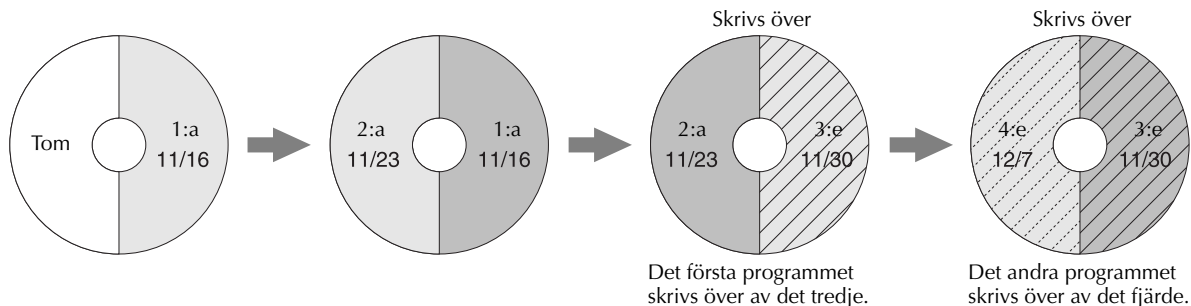 Skrivs över
Skrivs över
Tom
1:a
11/16
2:a
11/23
1:a
11/16
2:a
11/23
3:e
11/30
4:e
12/7
3:e
11/30
Det första programmet
skrivs över av det tredje.
Det andra programmet
skrivs över av det fjärde.